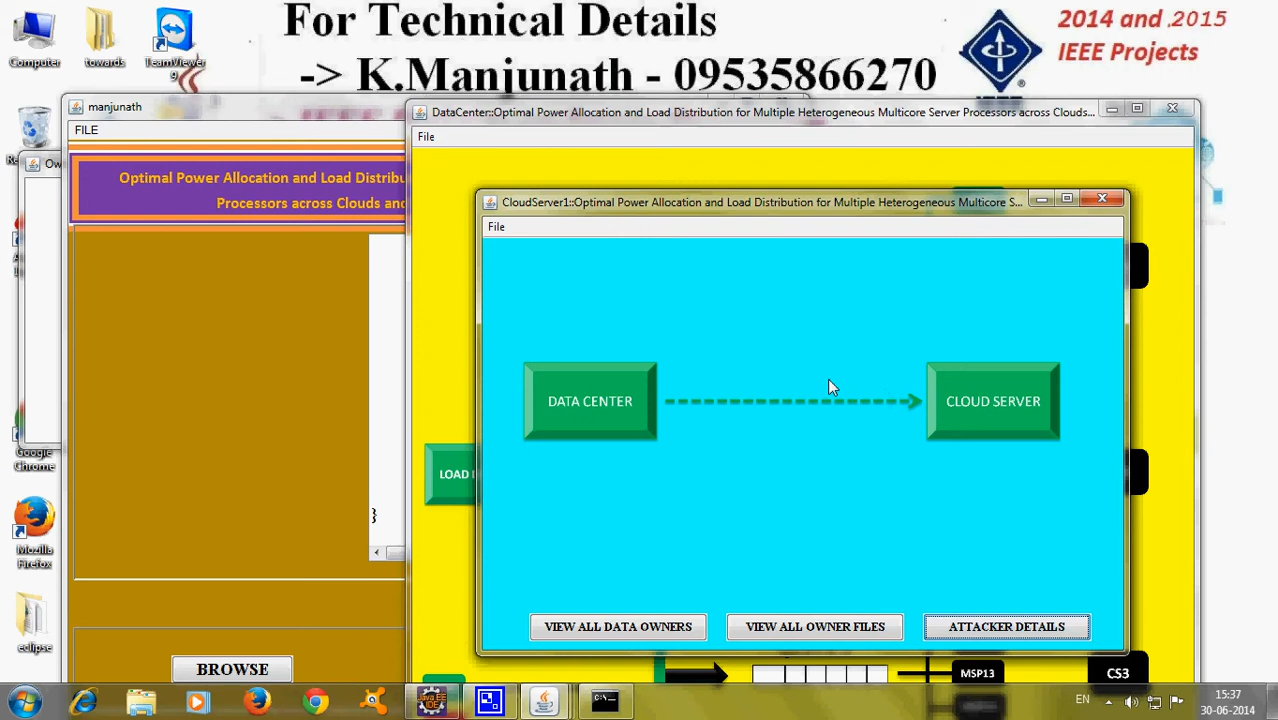 For Technical Details
-> K.Manjunath - 09535866270
2014 and .2015
IEEE Projects
Computer
towards
TeamViewer
9
manjunath
FILE
Optimal Power Allocation and Load Distribu
Processors across Clouds and
Ow
DataCenter::Optimal Power Allocation and Load Distribution for Multiple Heterogeneous Multicore Server Processors across Clouds...
File
CloudServer1::Optimal Power Allocation and Load Distribution for Multiple Heterogeneous Multicore S...
File
DATA CENTER
CLOUD SERVER
LOAD
}
Google
Chrome
Mozilla
Firefox
eclipse
VIEW ALL DATA OWNERS
VIEW ALL OWNER FILES
ATTACKER DETAILS
BROWSE
MSP13
CS3
Java EE
IDE
C:\_
EN
15:37
30-06-2014